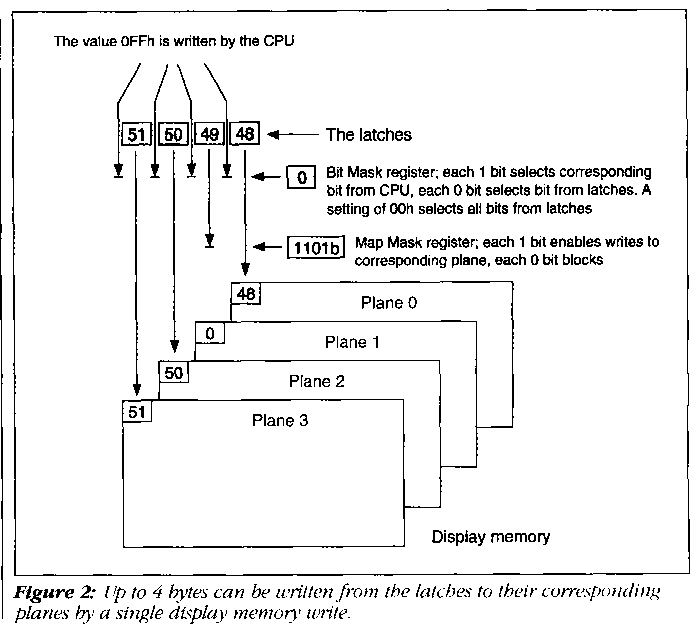 The value 0FFh is written by the CPU
51 50 49 48
The latches
0
Bit Mask register; each 1 bit selects corresponding
bit from CPU, each 0 bit selects bit from latches. A
setting of 00h selects all bits from latches
1101b
Map Mask register; each 1 bit enables writes to
corresponding plane, each 0 bit blocks
48
Plane 0
0
Plane 1
50
Plane 2
51
Plane 3
Display memory
Figure 2: Up to 4 bytes can be written from the latches to their corresponding
planes by a single display memory write.